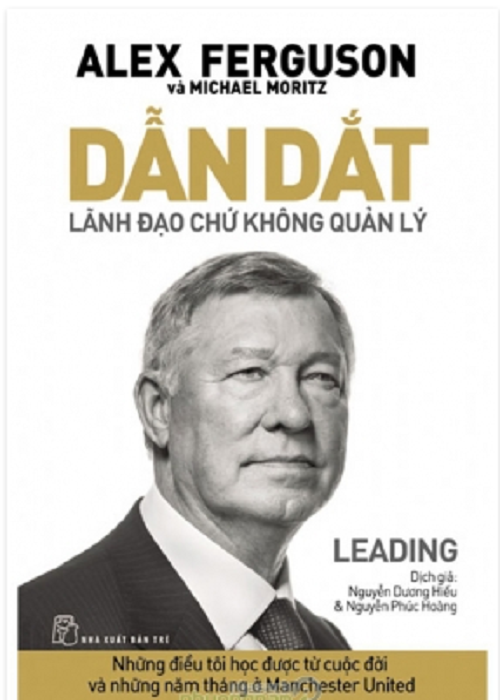 ALEX FERGUSON
và MICHAEL MORITZ
DẪN DẮT
LÃNH ĐẠO CHỨ KHÔNG QUẢN LÝ
LEADING
Dịch giả:
Nguyễn Dương Hiếu
& Nguyễn Phúc Hoàng
NHÀ XUẤT BẢN TRẺ
Những điều tôi học được từ cuộc đời
và những năm tháng ở Manchester United